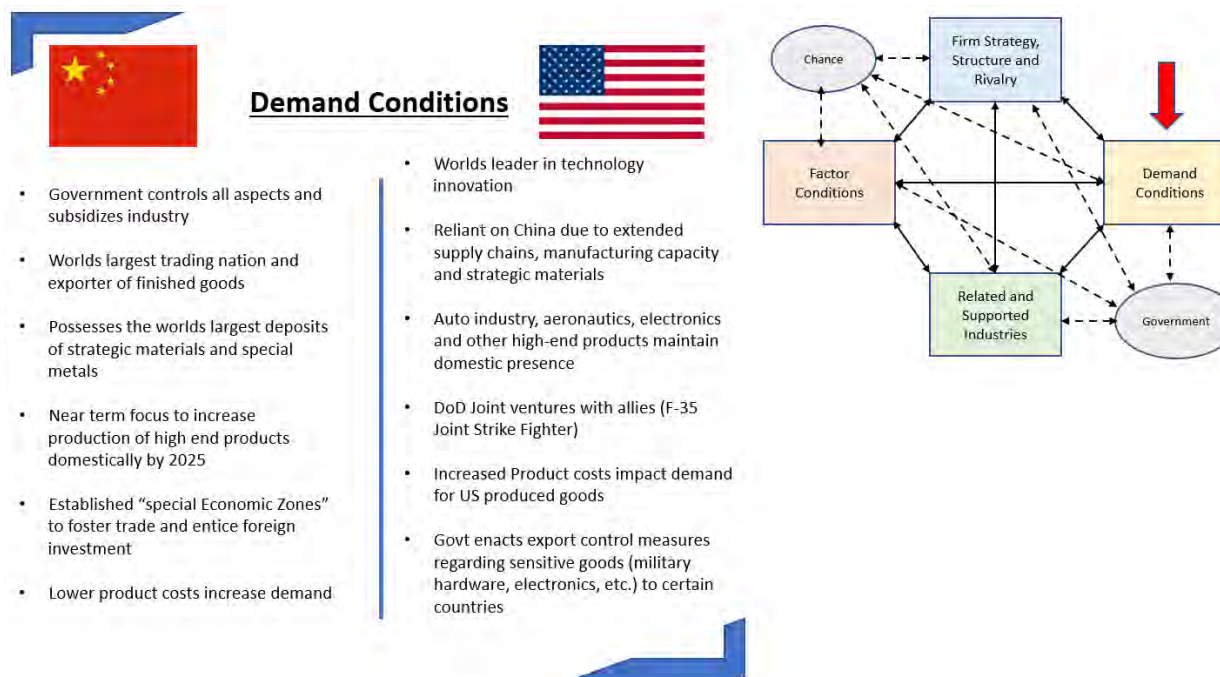 Demand Conditions
• Government controls all aspects and
subsidizes industry
• Worlds largest trading nation and
exporter of finished goods
• Possesses the worlds largest deposits
of strategic materials and special
metals
• Near term focus to increase
production of high end products
domestically by 2025
• Established “special Economic Zones”
to foster trade and entice foreign
investment
• Lower product costs increase demand
• Worlds leader in technology
innovation
• Reliant on China due to extended
supply chains, manufacturing capacity
and strategic materials
• Auto industry, aeronautics, electronics
and other high-end products maintain
domestic presence
• DoD Joint ventures with allies (F-35
Joint Strike Fighter)
• Increased Product costs impact demand
for US produced goods
• Govt enacts export control measures
regarding sensitive goods (military
hardware, electronics, etc.) to certain
countries
Chance
Firm Strategy,
Structure and
Rivalry
Factor
Conditions
Demand
Conditions
Related and
Supported
Industries
Government